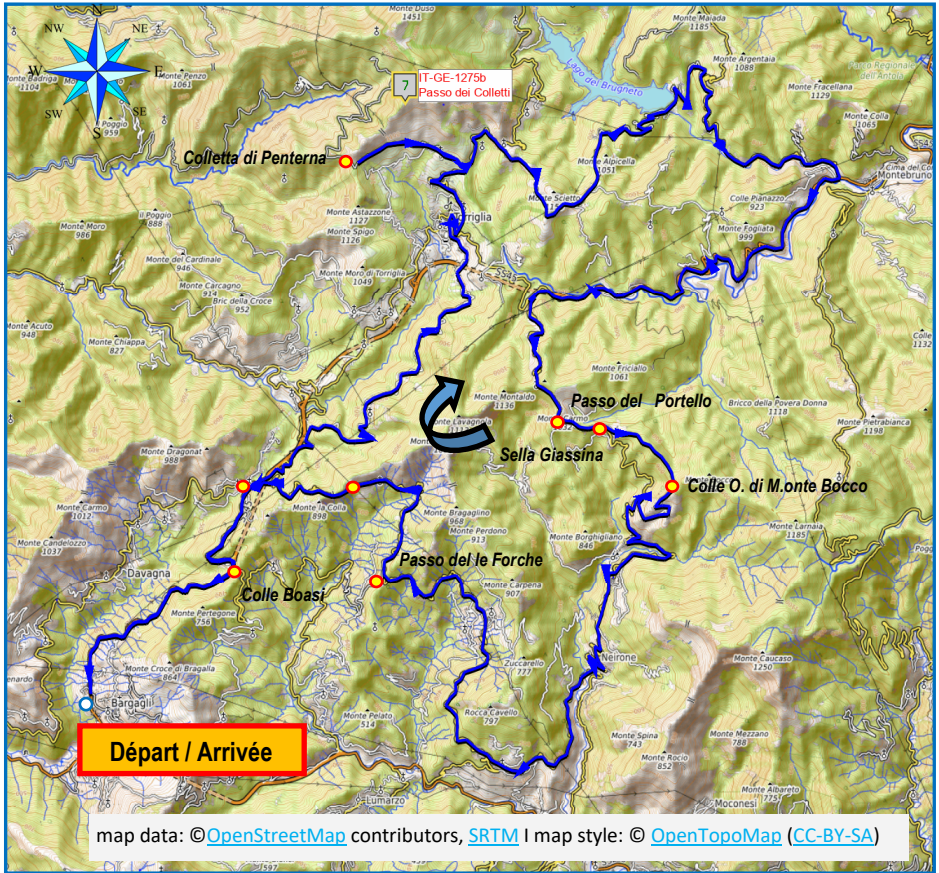 Monte Duso
1451
Monte Maiada
1185
N
NW
NE
W
E
SW
SE
S
Monte Badriga
1104
Monte Penzo
1061
Poggio
959
7
IT-GE-1275b
Passo dei Colletti
Lago del Brugneto
Monte Argentaia
1088
Parco Regionale
dell'Antola
Monte Fracellana
1129
Monte Colla
1065
Colletta di Penterna
Monte Alpicella
1051
Montebruno
Monte Scietto
Colle Pianazzo
923
Monte Astazzone
1127
Monte Spigo
1126
Torriglia
Il Poggio
888
Monte Moro
986
Monte Fogliata
999
Monte del Cardinale
946
Monte Carcagno
914
Monte Moro di Torriglia
1049
Bric della Croce
952
Monte Acuto
948
Monte Chiappa
827
Monte Friciallo
1061
Monte Montaldo
1136
Bricco della Povera Donna
1118
Monte Pietrabianca
1198
Passo del Portello
Monte Lavagnola
Sella Giassina
Monte Dragonat
988
Colle O. di M.onte Bocco
Monte Carmo
1012
Monte la Colla
898
Monte Bragaglino
968
Monte Candelozzo
1037
Monte Perdono
913
Monte Borghigliano
846
Monte Larnaia
1185
Passo del le Forche
Davagna
Colle Boasi
Monte Carpena
907
Monte Pertegone
756
Neirone
Monte Croce di Bragalla
864
Zuccarello
777
Monte Caucaso
1250
Bargagli
Monte Pelato
514
Rocca Cavello
797
Monte Spina
743
Monte Mezzano
788
Monte Rocio
852
Départ / Arrivée
Monte Albareto
775
Moconesi
Lumarzo
map data: ©OpenStreetMap contributors, SRTM I map style: © OpenTopoMap (CC-BY-SA)